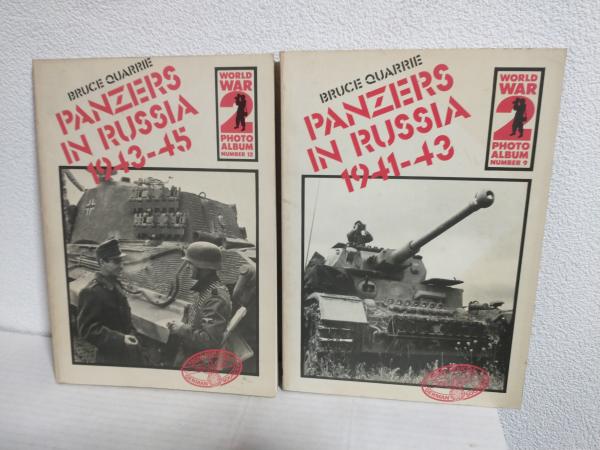 BRUCE QUARRIE
PANZERS
IN RUSSIA
1943-45
WORLD
WAR
2
PHOTO
ALBUM
NUMBER 12
BRUCE QUARRIE
PANZERS
IN RUSSIA
1941-43
WORLD
WAR
2
PHOTO
ALBUM
NUMBER 9
GERMAN